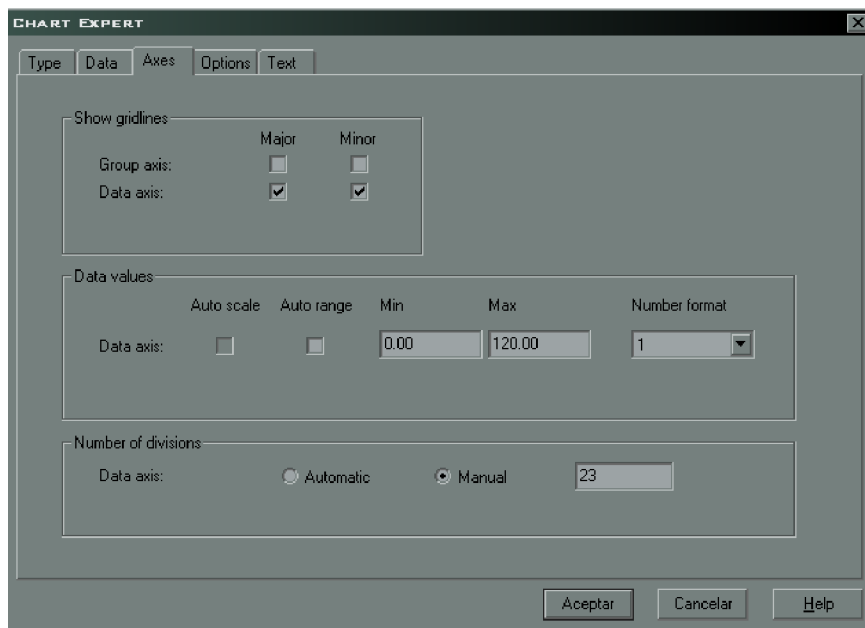 Chart Expert
Type Data Axes Options Text
Show gridlines
Major Minor
Group axis:
Data axis:
Data values
Auto scale Auto range Min Max Number format
Data axis: 0.00 120.00 1
Number of divisions
Data axis: Automatic Manual 23
Aceptar Cancelar Help